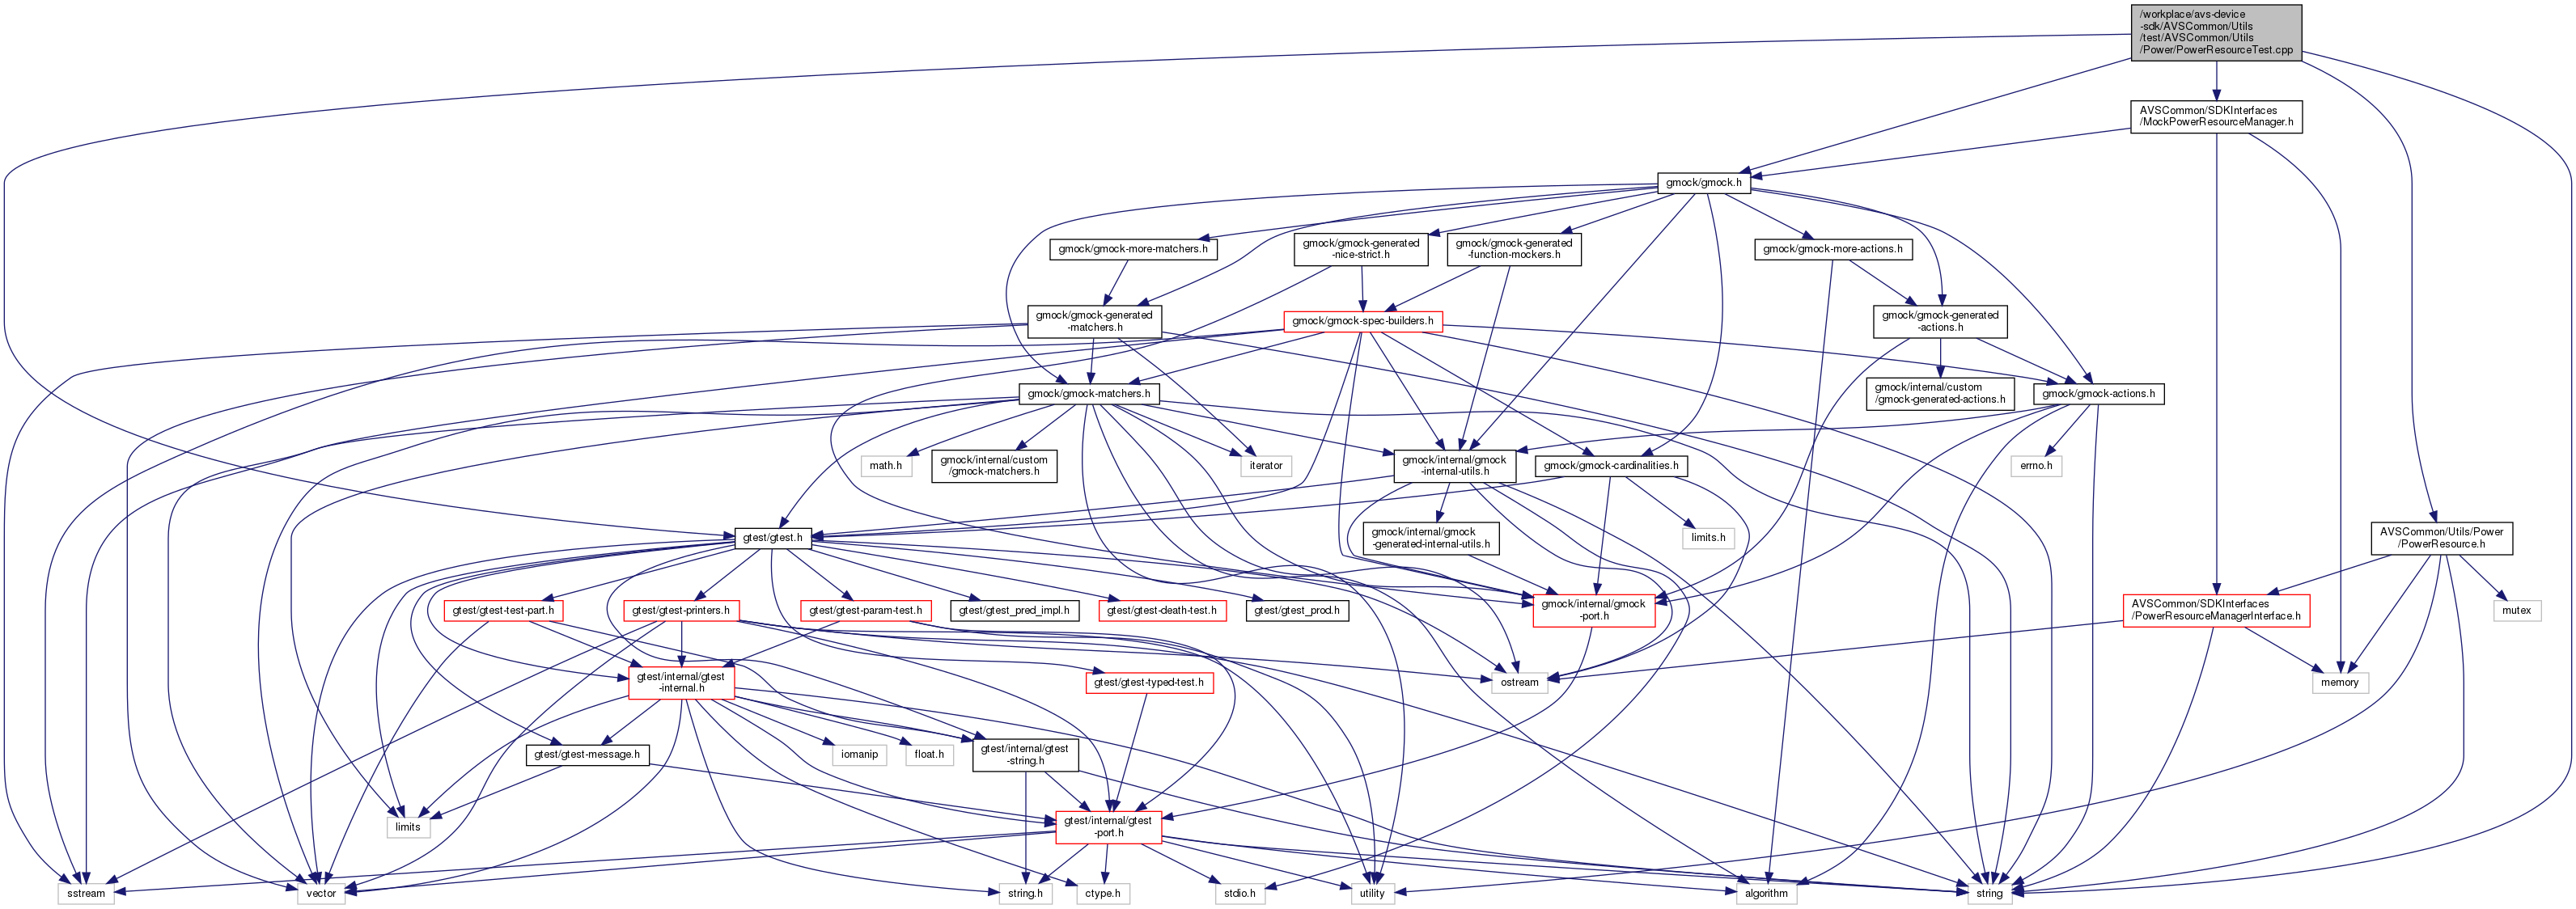 /workplace/avs-device
-sdk/AVSCommon/Utils
/test/AVSCommon/Utils
/Power/PowerResourceTest.cpp
AVSCommon/SDKInterfaces
/MockPowerResourceManager.h
gmock/gmock.h
gmock/gmock-more-matchers.h
gmock/gmock-generated
-nice-strict.h
gmock/gmock-generated
-function-mockers.h
gmock/gmock-more-actions.h
gmock/gmock-generated
-matchers.h
gmock/gmock-spec-builders.h
gmock/gmock-generated
-actions.h
gmock/gmock-matchers.h
gmock/internal/custom
/gmock-generated-actions.h
gmock/gmock-actions.h
math.h
gmock/internal/custom
/gmock-matchers.h
iterator
gmock/internal/gmock
-internal-utils.h
gmock/gmock-cardinalities.h
errno.h
gtest/gtest.h
gmock/internal/gmock
-generated-internal-utils.h
limits.h
AVSCommon/Utils/Power
/PowerResource.h
gtest/gtest-test-part.h
gtest/gtest-printers.h
gtest/gtest-param-test.h
gtest/gtest_pred_impl.h
gtest/gtest-death-test.h
gtest/gtest_prod.h
gmock/internal/gmock
-port.h
AVSCommon/SDKInterfaces
/PowerResourceManagerInterface.h
mutex
gtest/internal/gtest
-internal.h
gtest/gtest-typed-test.h
ostream
memory
gtest/gtest-message.h
iomanip
float.h
gtest/internal/gtest
-string.h
limits
gtest/internal/gtest
-port.h
sstream
vector
string.h
ctype.h
stdio.h
utility
algorithm
string